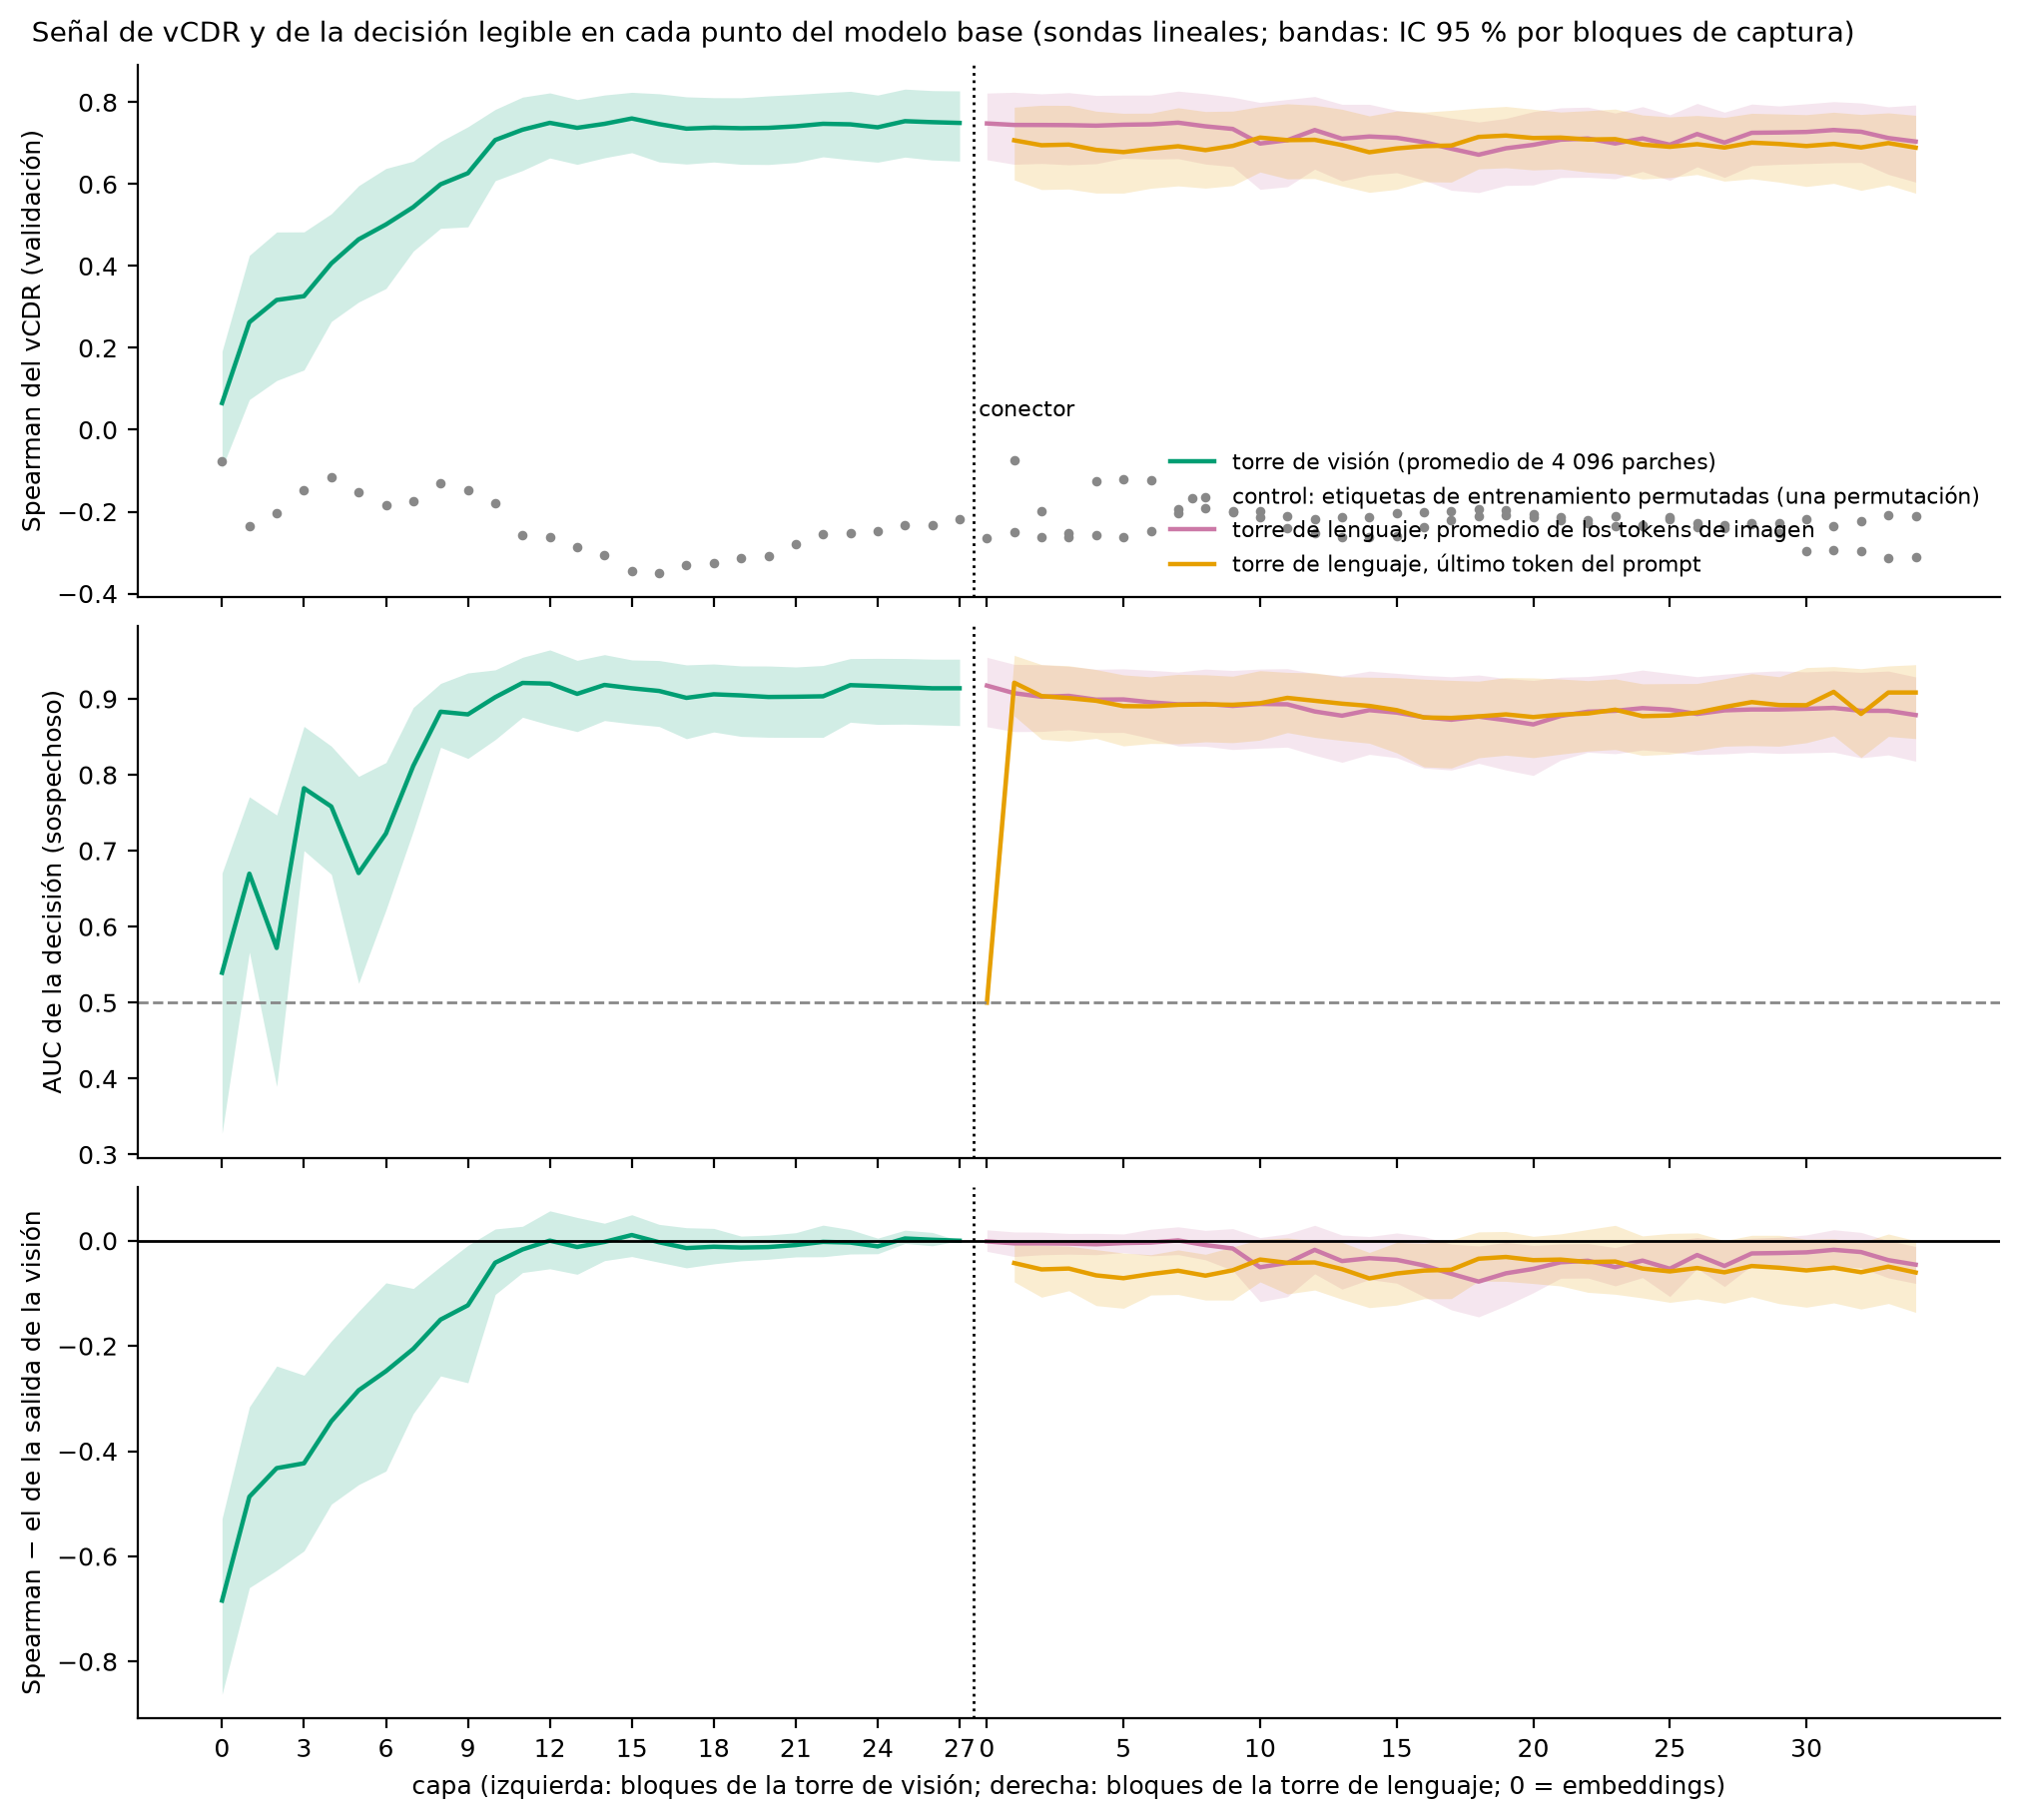 Señal de vCDR y de la decisión legible en cada punto del modelo base (sondas lineales; bandas: IC 95 % por bloques de captura)
Spearman del vCDR (validación)
0.8
0.6
0.4
0.2
0.0
−0.2
−0.4
conector
torre de visión (promedio de 4 096 parches)
control: etiquetas de entrenamiento permutadas (una permutación)
torre de lenguaje, promedio de los tokens de imagen
torre de lenguaje, último token del prompt
AUC de la decisión (sospechoso)
0.9
0.8
0.7
0.6
0.5
0.4
0.3
Spearman − el de la salida de la visión
0.0
−0.2
−0.4
−0.6
−0.8
0 3 6 9 12 15 18 21 24 27 0 5 10 15 20 25 30
capa (izquierda: bloques de la torre de visión; derecha: bloques de la torre de lenguaje; 0 = embeddings)